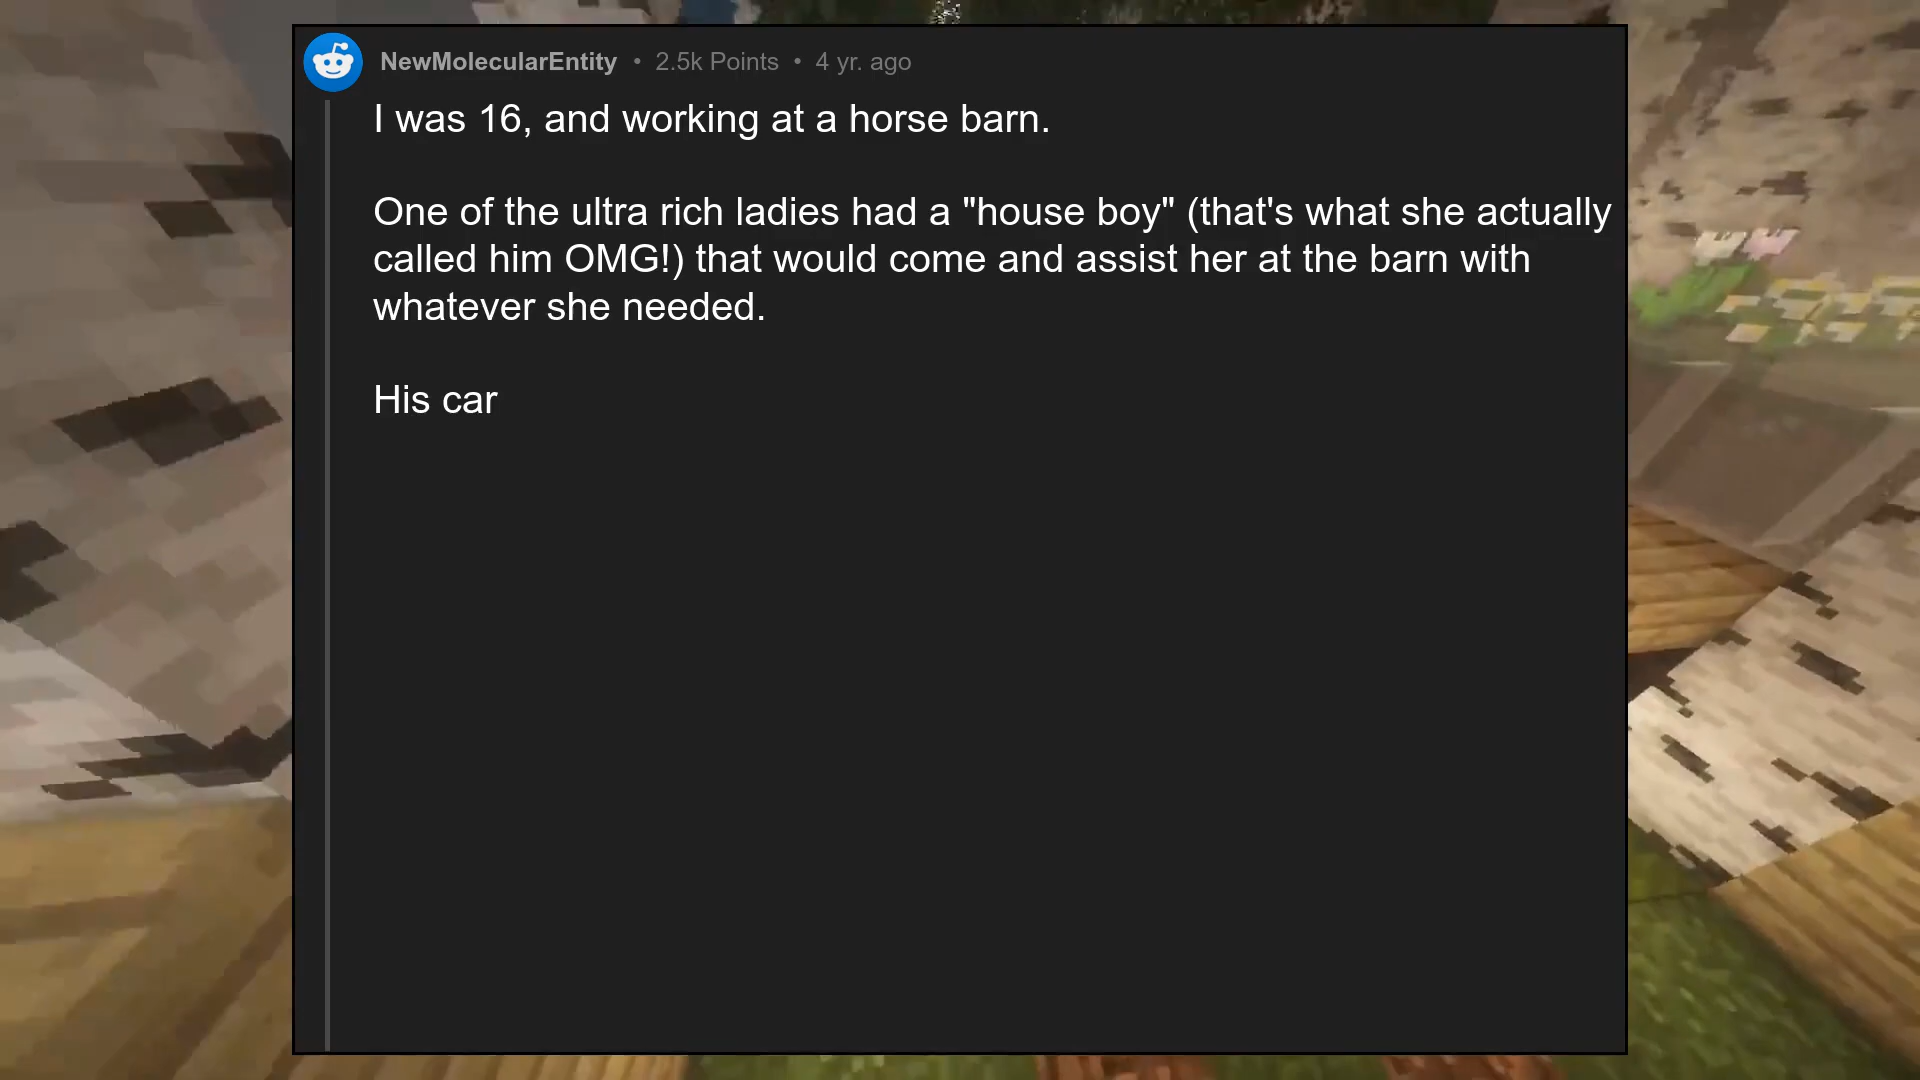 NewMolecularEntity • 2.5k Points • 4 yr. ago
I was 16, and working at a horse barn.
One of the ultra rich ladies had a "house boy" (that's what she actually
called him OMG!) that would come and assist her at the barn with
whatever she needed.
His car